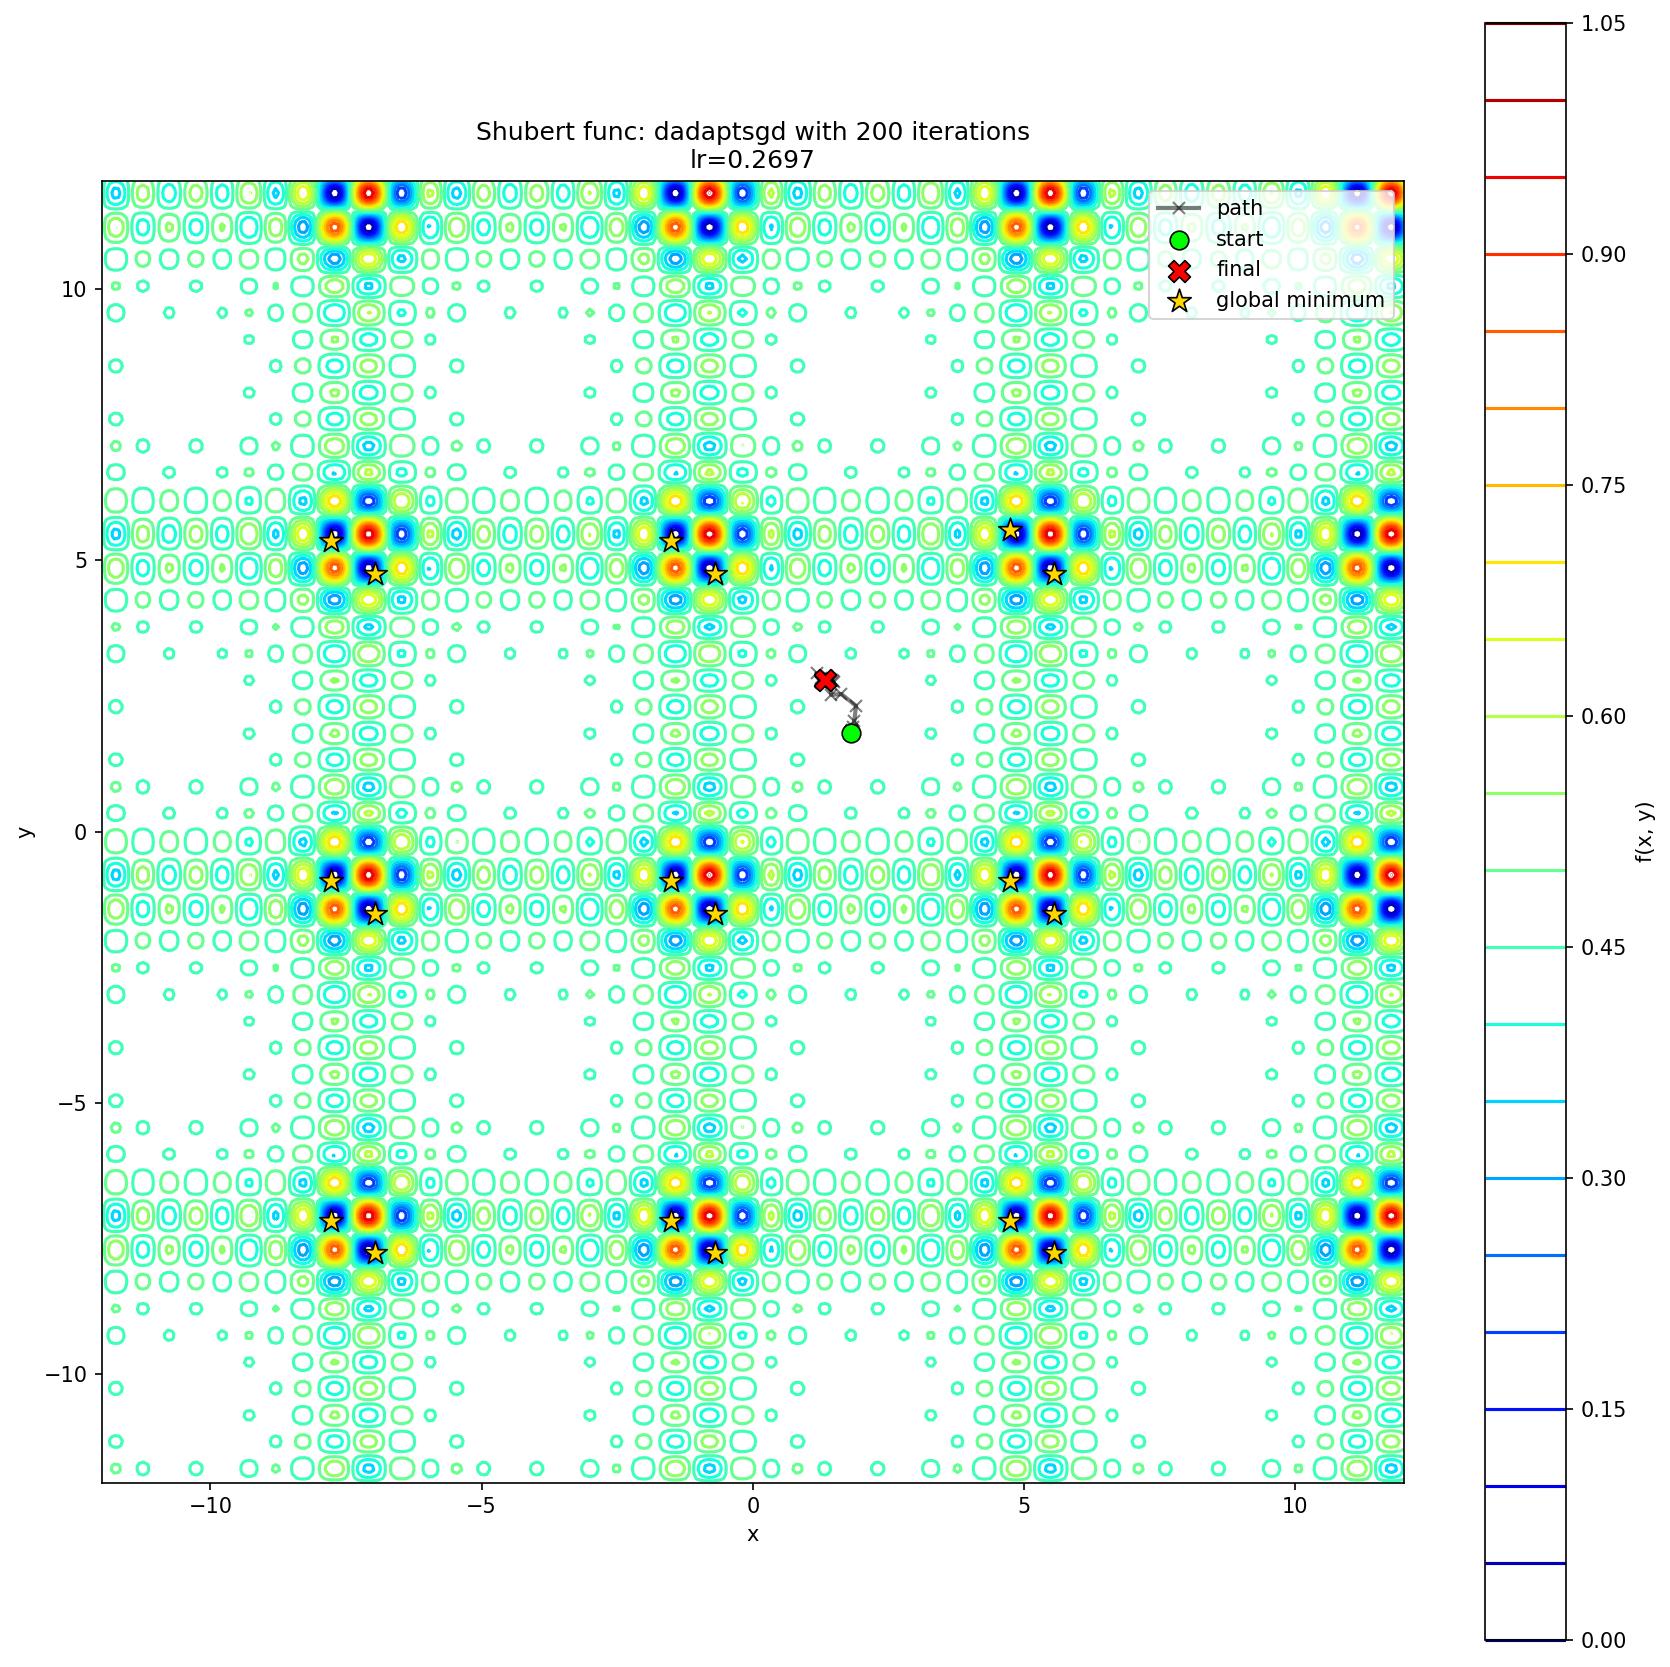 Shubert func: dadaptsgd with 200 iterations
lr=0.2697
path
start
final
global minimum
10
5
0
−5
−10
y
−10
−5
0
5
10
x
1.05
0.90
0.75
0.60
0.45
0.30
0.15
0.00
f(x, y)